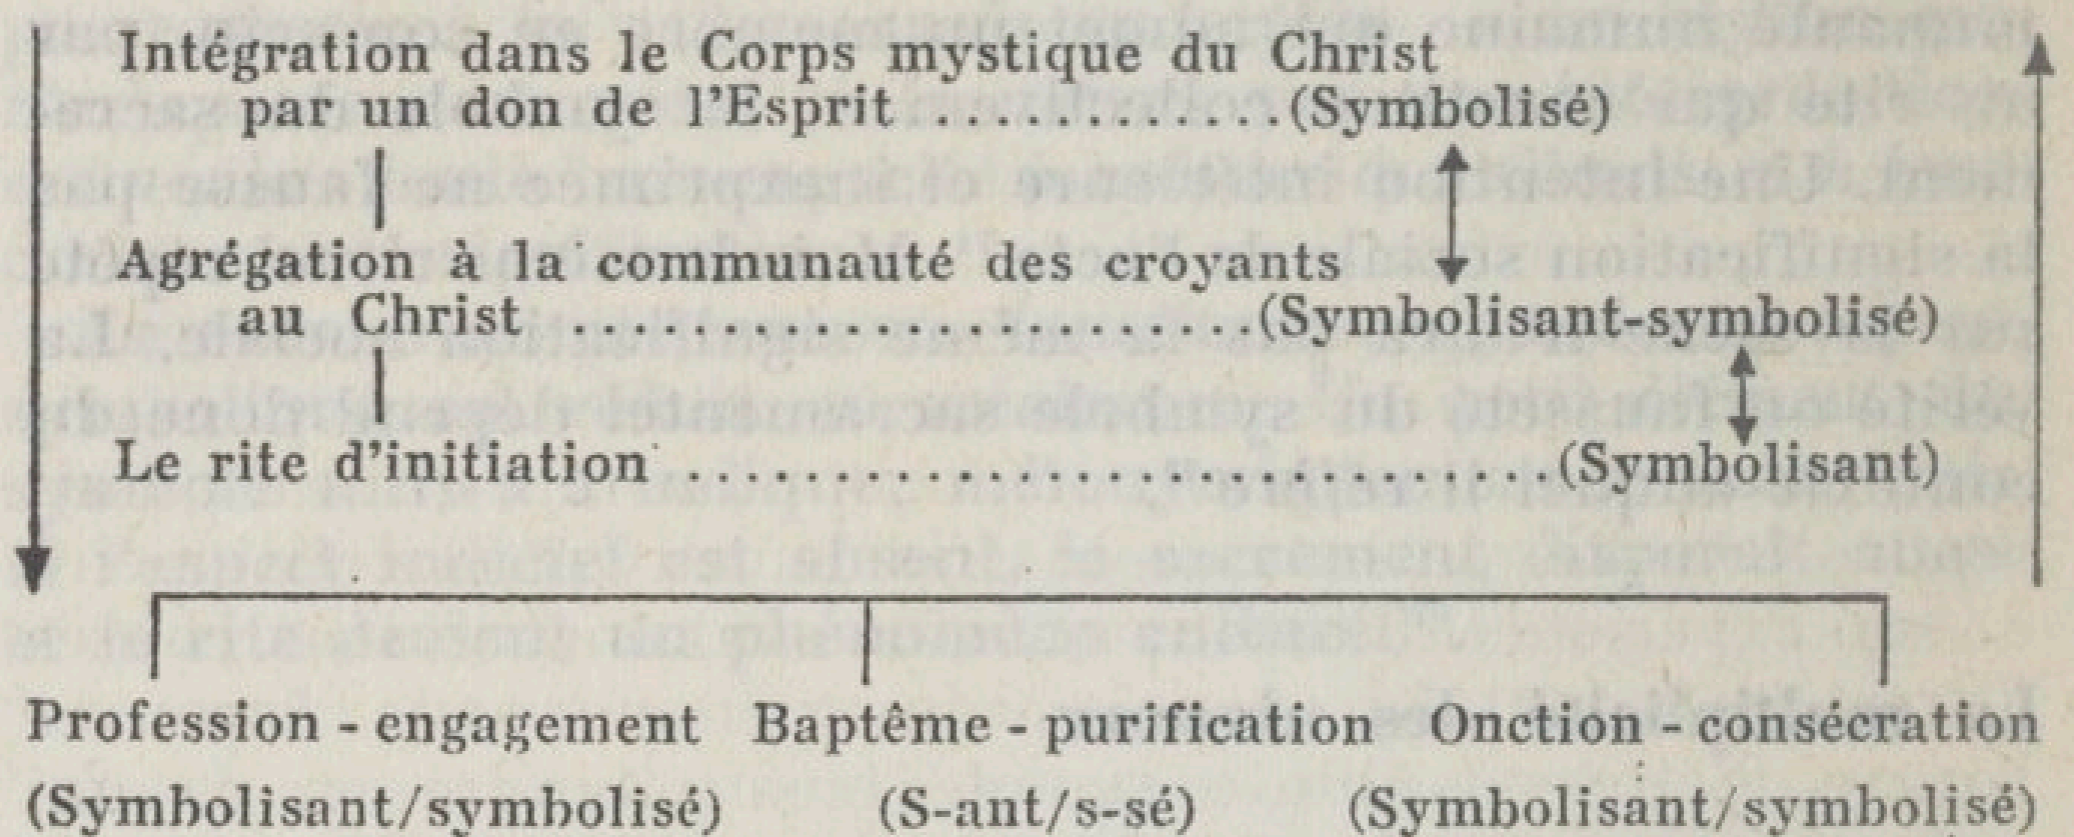 Intégration dans le Corps mystique du Christ
par un don de l'Esprit ............(Symbolisé)
Agrégation à la communauté des croyants
au Christ ........................(Symbolisant-symbolisé)
Le rite d'initiation ..............................(Symbolisant)
Profession - engagement Baptême - purification Onction - consécration
(Symbolisant/symbolisé) (S-ant/s-sé) (Symbolisant/symbolisé)